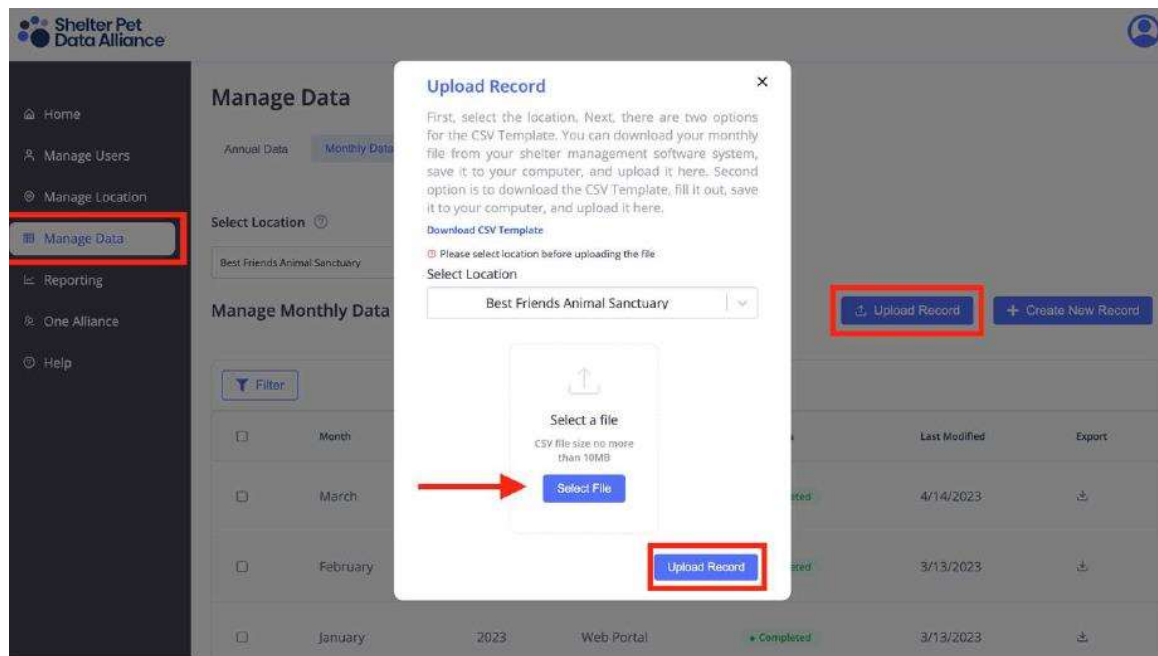 Shelter Pet
Data Alliance
Home
Manage Users
Manage Location
Manage Data
Reporting
One Alliance
Help
Manage Data
Annual Data Monthly Data
Select Location
Best Friends Animal Sanctuary
Manage Monthly Data
Upload Record
+ Create New Record
Filter
Month Last Modified Export
March 4/14/2023
February 3/13/2023
January 2023 Web Portal Completed 3/13/2023
Upload Record
First, select the location. Next, there are two options
for the CSV Template. You can download your monthly
file from your shelter management software system,
save it to your computer, and upload it here. Second
option is to download the CSV Template, fill it out, save
it to your computer, and upload it here.
Download CSV Template
Please select location before uploading the file
Select Location
Best Friends Animal Sanctuary
Select a file
CSV file size no more
than 10MB
Select File
Upload Record